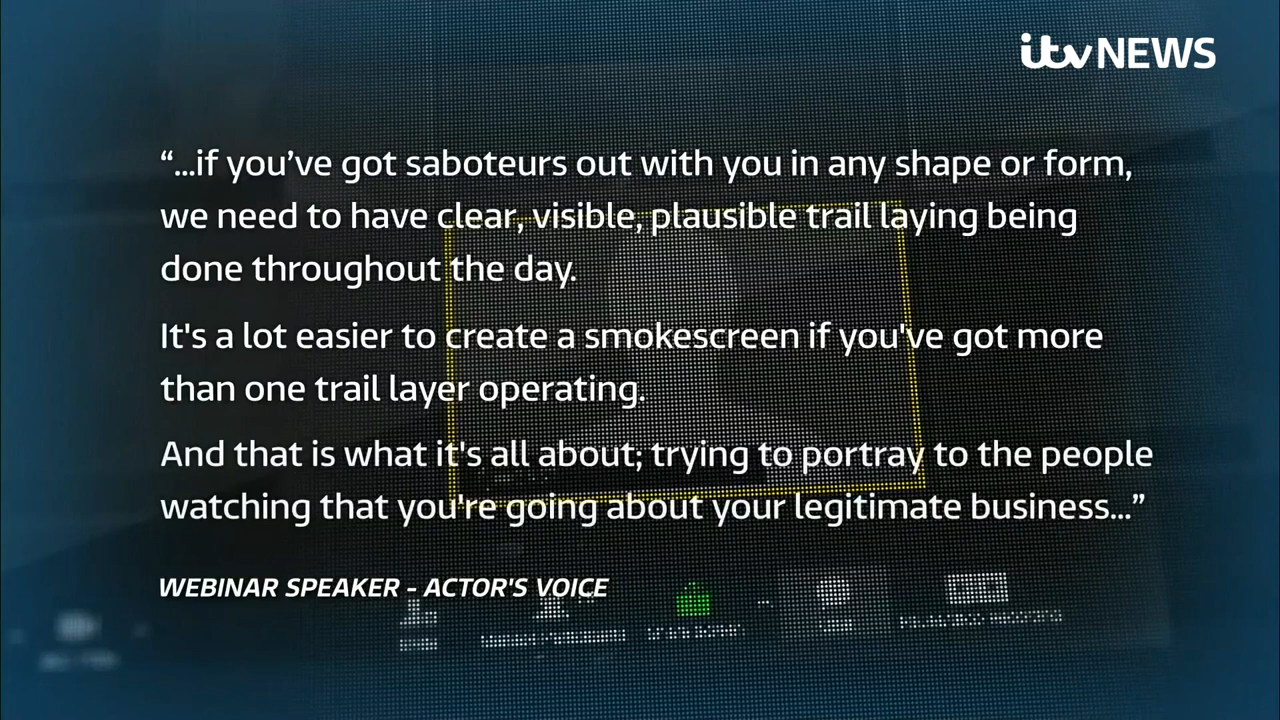 itv NEWS
“...if you’ve got saboteurs out with you in any shape or form,
we need to have clear, visible, plausible trail laying being
done throughout the day.
It's a lot easier to create a smokescreen if you've got more
than one trail layer operating.
And that is what it's all about; trying to portray to the people
watching that you're going about your legitimate business...”
WEBINAR SPEAKER - ACTOR'S VOICE